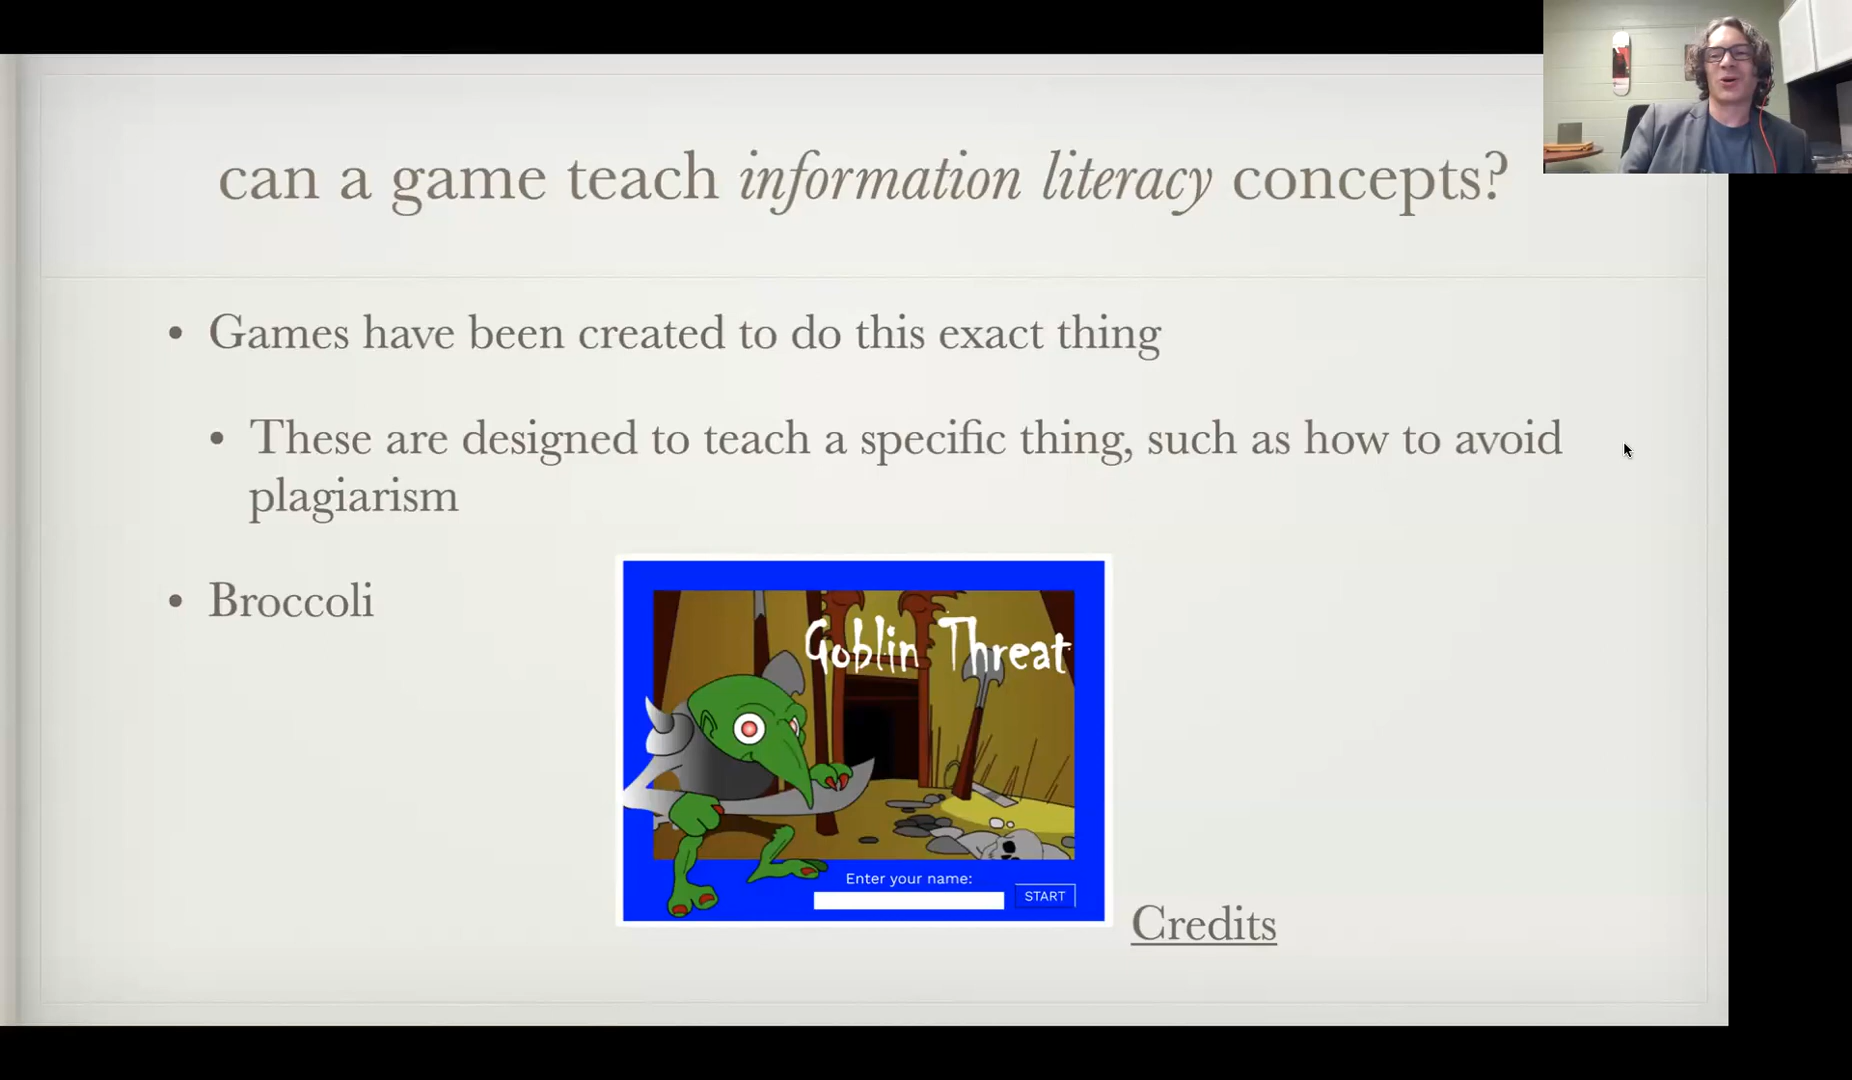 can a game teach information literacy concepts?
• Games have been created to do this exact thing
• These are designed to teach a specific thing, such as how to avoid
plagiarism
• Broccoli
Goblin Threat
Enter your name:
START
Credits